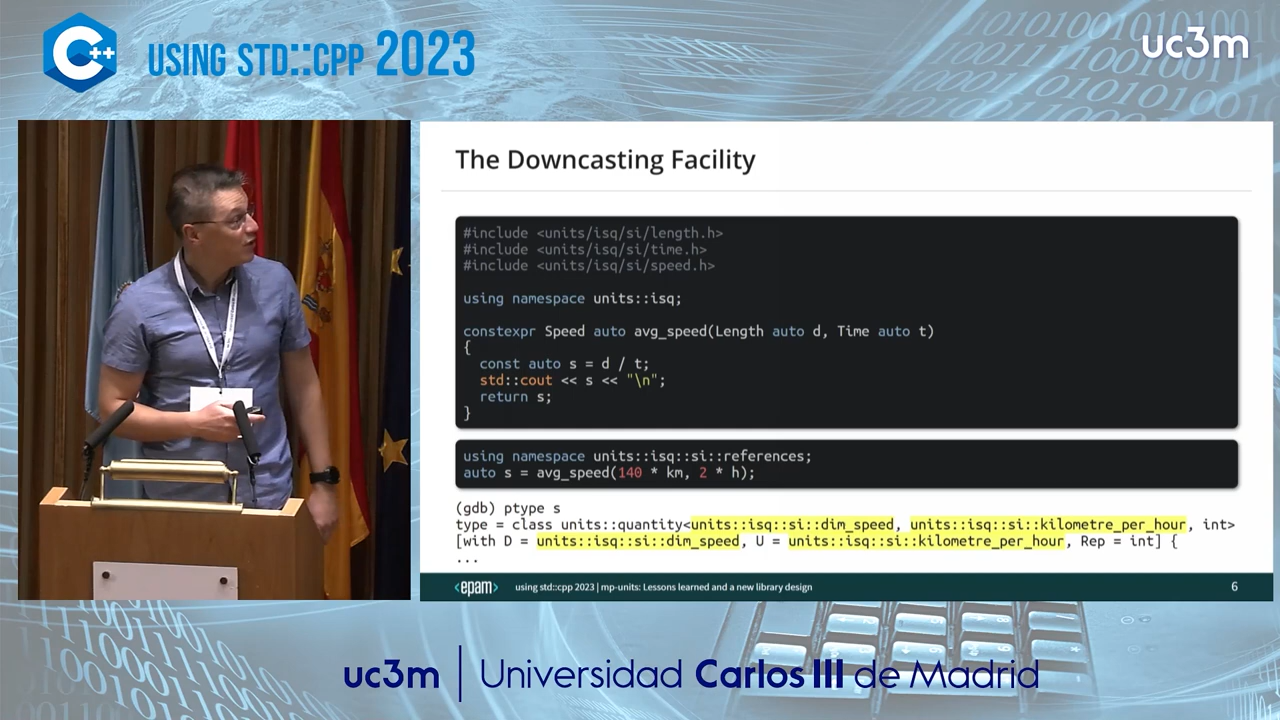 C++
USING STD::CPP 2023
uc3m
The Downcasting Facility
#include <units/isq/si/length.h>
#include <units/isq/si/time.h>
#include <units/isq/si/speed.h>
using namespace units::isq;
constexpr Speed auto avg_speed(Length auto d, Time auto t)
{
  const auto s = d / t;
  std::cout << s << "\n";
  return s;
}
using namespace units::isq::si::references;
auto s = avg_speed(140 * km, 2 * h);
(gdb) ptype s
type = class units::quantity<units::isq::si::dim_speed, units::isq::si::kilometre_per_hour, int>
[with D = units::isq::si::dim_speed, U = units::isq::si::kilometre_per_hour, Rep = int] {
...
<epam> using std::cpp 2023 | mp-units: Lessons learned and a new library design 6
uc3m | Universidad Carlos III de Madrid